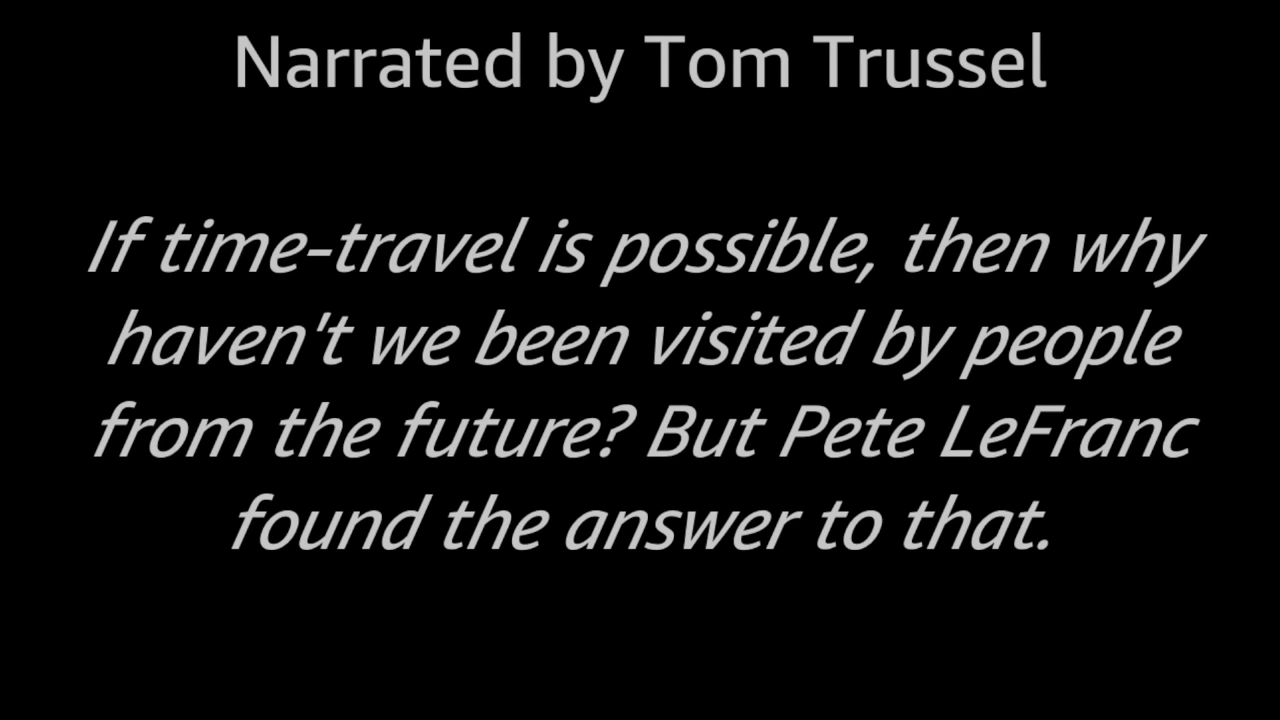 Narrated by Tom Trussel
If time-travel is possible, then why
haven't we been visited by people
from the future? But Pete LeFranc
found the answer to that.